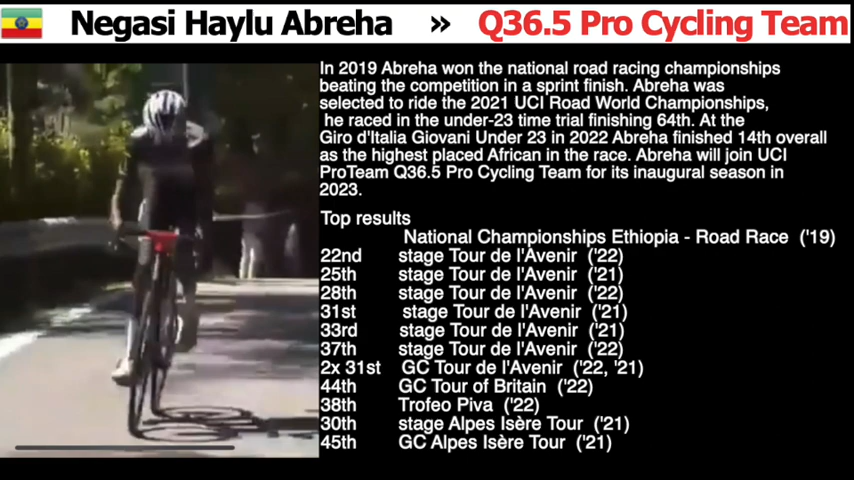 Negasi Haylu Abreha » Q36.5 Pro Cycling Team
In 2019 Abreha won the national road racing championships
beating the competition in a sprint finish. Abreha was
selected to ride the 2021 UCI Road World Championships,
he raced in the under-23 time trial finishing 64th. At the
Giro d'Italia Giovani Under 23 in 2022 Abreha finished 14th overall
as the highest placed African in the race. Abreha will join UCI
ProTeam Q36.5 Pro Cycling Team for its inaugural season in
2023.
Top results
National Championships Ethiopia - Road Race ('19)
22nd stage Tour de l'Avenir ('22)
25th stage Tour de l'Avenir ('21)
28th stage Tour de l'Avenir ('22)
31st stage Tour de l'Avenir ('21)
33rd stage Tour de l'Avenir ('21)
37th stage Tour de l'Avenir ('22)
2x 31st GC Tour de l'Avenir ('22, '21)
44th GC Tour of Britain ('22)
38th Trofeo Piva ('22)
30th stage Alpes Isère Tour ('21)
45th GC Alpes Isère Tour ('21)